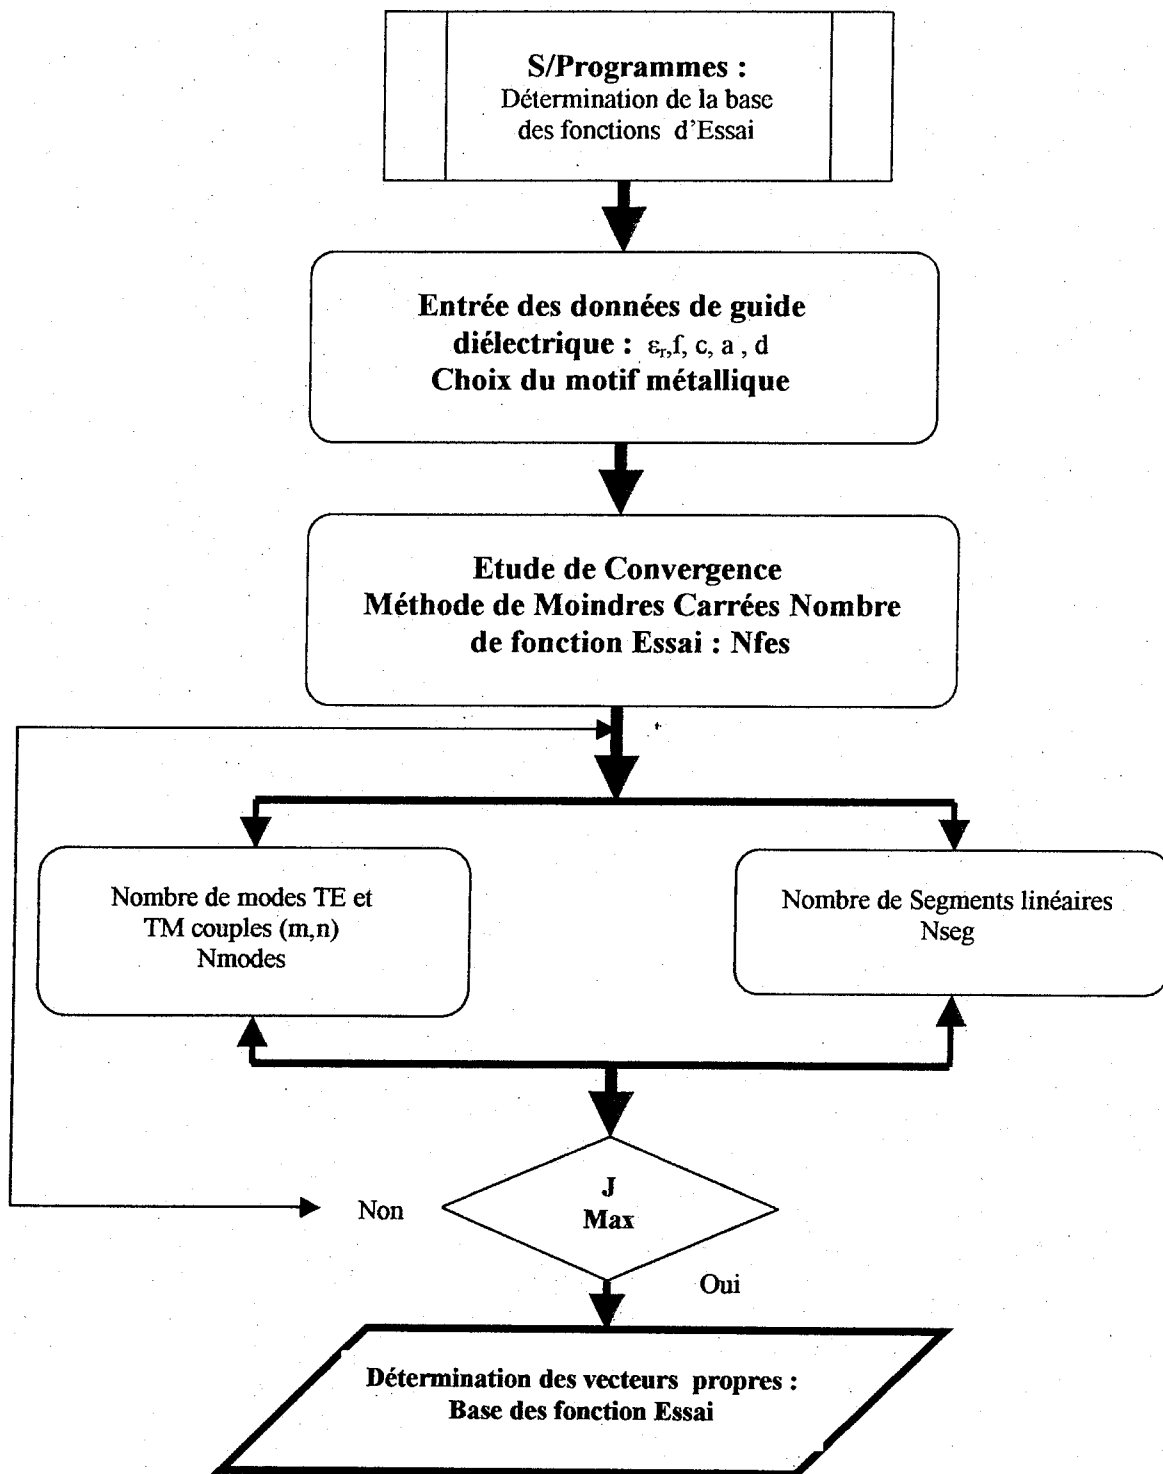 S/Programmes :
Détermination de la base
des fonctions d'Essai
Entrée des données de guide
diélectrique : εr,f, c, a , d
Choix du motif métallique
Etude de Convergence
Méthode de Moindres Carrées Nombre
de fonction Essai : Nfes
Nombre de modes TE et
TM couples (m,n)
Nmodes
Nombre de Segments linéaires
Nseg
J
Max
Non
Oui
Détermination des vecteurs propres :
Base des fonction Essai